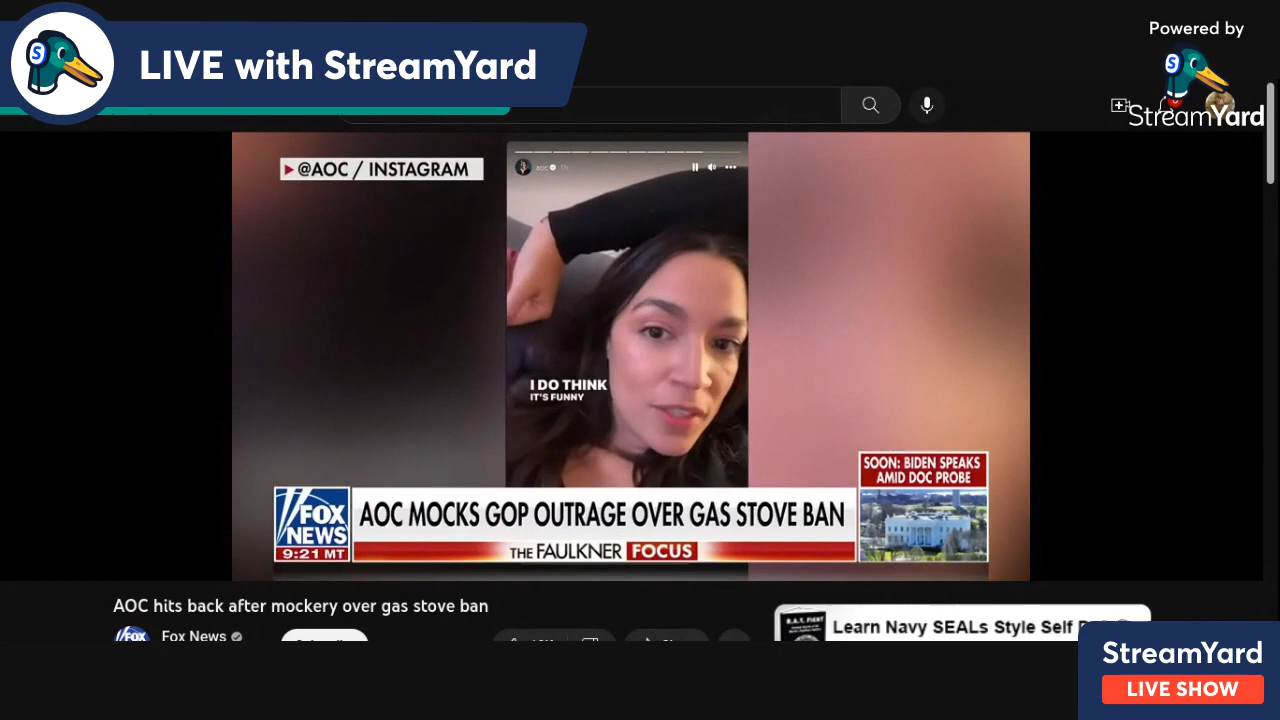 LIVE with StreamYard
Powered by
StreamYard
@AOC / INSTAGRAM
aoc 1h
I DO THINK
IT'S FUNNY
SOON: BIDEN SPEAKS
AMID DOC PROBE
FOX
NEWS
9:21 MT
AOC MOCKS GOP OUTRAGE OVER GAS STOVE BAN
THE FAULKNER FOCUS
AOC hits back after mockery over gas stove ban
Fox News
Learn Navy SEALs Style Self
StreamYard
LIVE SHOW